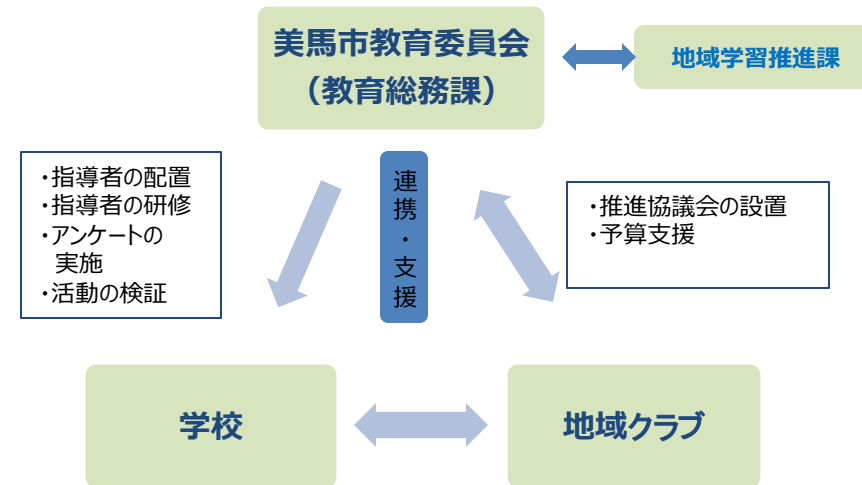 美馬市教育委員会
（教育総務課）
地域学習推進課
・指導者の配置
・指導者の研修
・アンケートの
実施
・活動の検証
連携・支援
・推進協議会の設置
・予算支援
学校
地域クラブ